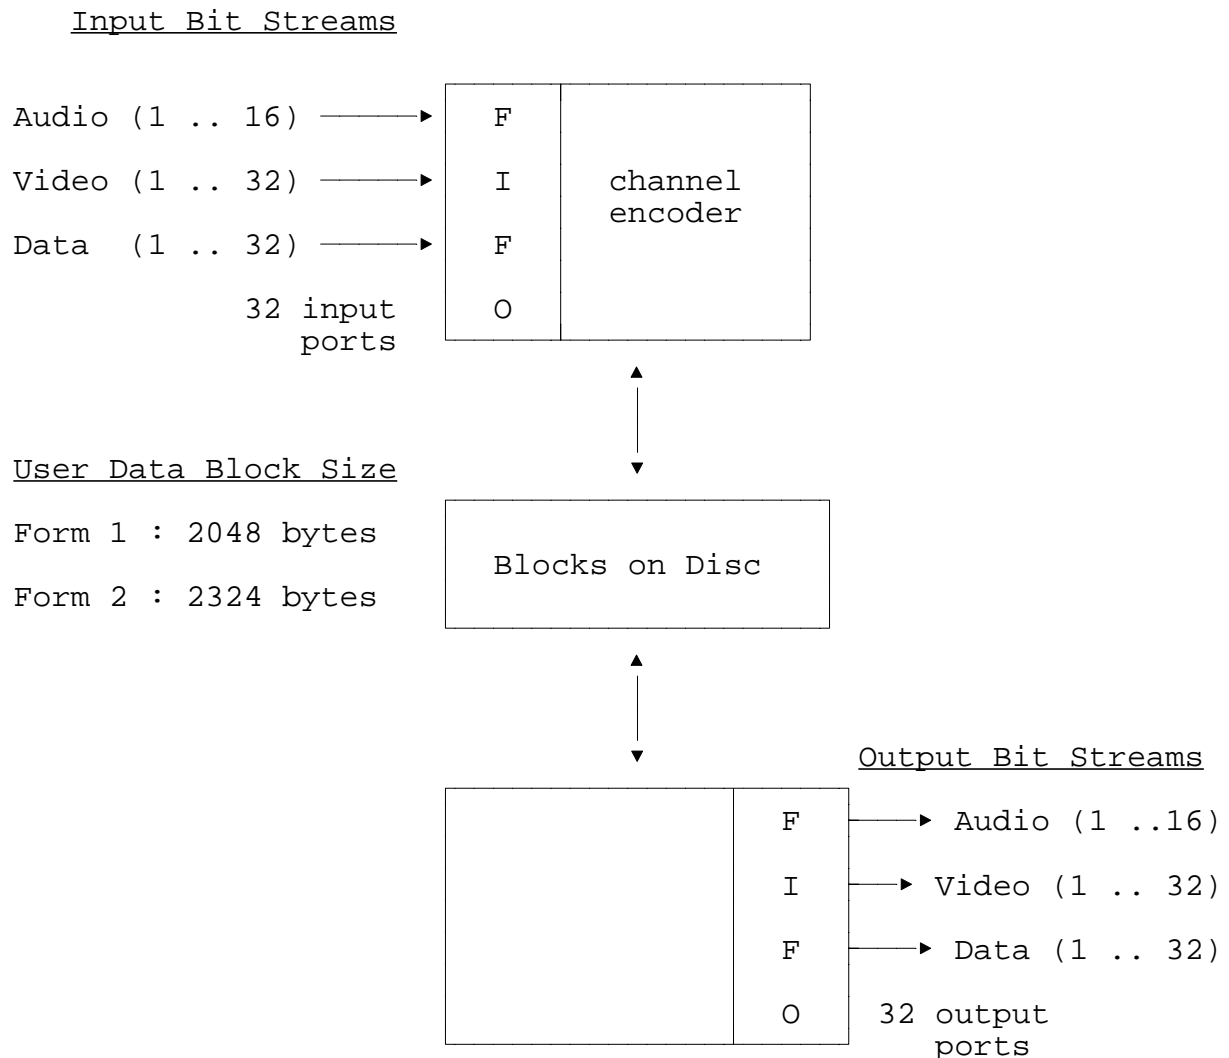 Input Bit Streams
Audio (1 .. 16)
F
Video (1 .. 32)
I
channel
encoder
Data (1 .. 32)
F
32 input
ports
O
User Data Block Size
Form 1 : 2048 bytes
Form 2 : 2324 bytes
Blocks on Disc
Output Bit Streams
F
Audio (1 ..16)
I
Video (1 .. 32)
F
Data (1 .. 32)
O
32 output
ports